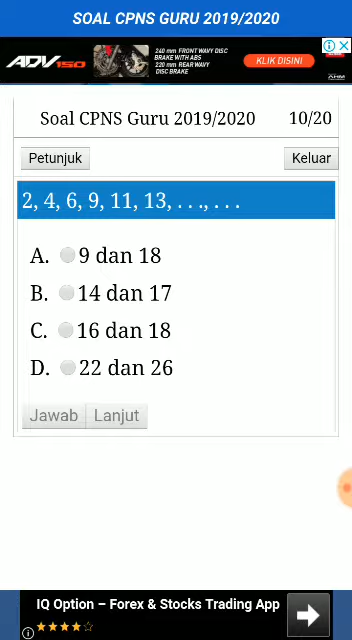 SOAL CPNS GURU 2019/2020
ADV150
240 mm FRONT WAVY DISC
BRAKE WITH ABS
220 mm REAR WAVY
DISC BRAKE
KLIK DISINI
AHM
Soal CPNS Guru 2019/2020 10/20
Petunjuk Keluar
2, 4, 6, 9, 11, 13, . . ., . . .
A. 9 dan 18
B. 14 dan 17
C. 16 dan 18
D. 22 dan 26
Jawab Lanjut
IQ Option – Forex & Stocks Trading App